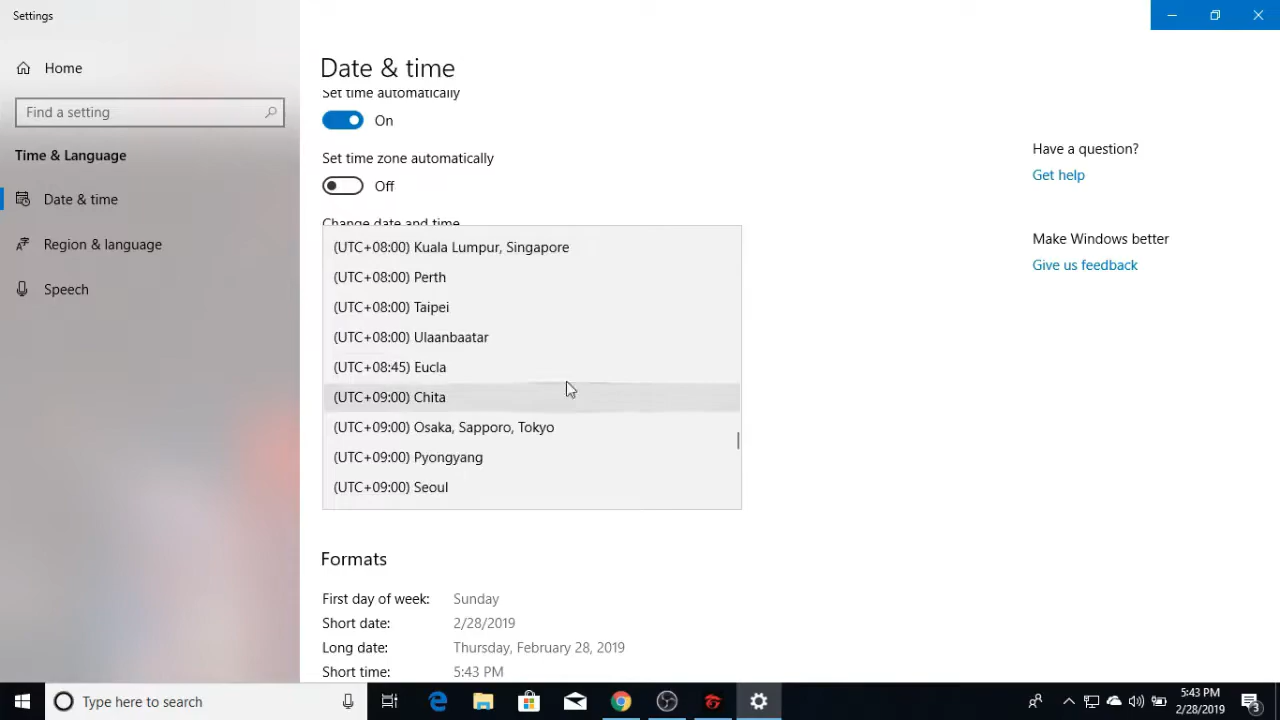 Settings
Home
Find a setting
Time & Language
Date & time
Region & language
Speech
Date & time
Set time automatically
On
Set time zone automatically
Off
Change date and time
(UTC+08:00) Kuala Lumpur, Singapore
(UTC+08:00) Perth
(UTC+08:00) Taipei
(UTC+08:00) Ulaanbaatar
(UTC+08:45) Eucla
(UTC+09:00) Chita
(UTC+09:00) Osaka, Sapporo, Tokyo
(UTC+09:00) Pyongyang
(UTC+09:00) Seoul
Formats
First day of week: Sunday
Short date: 2/28/2019
Long date: Thursday, February 28, 2019
Short time: 5:43 PM
Have a question?
Get help
Make Windows better
Give us feedback
Type here to search
5:43 PM
2/28/2019
3